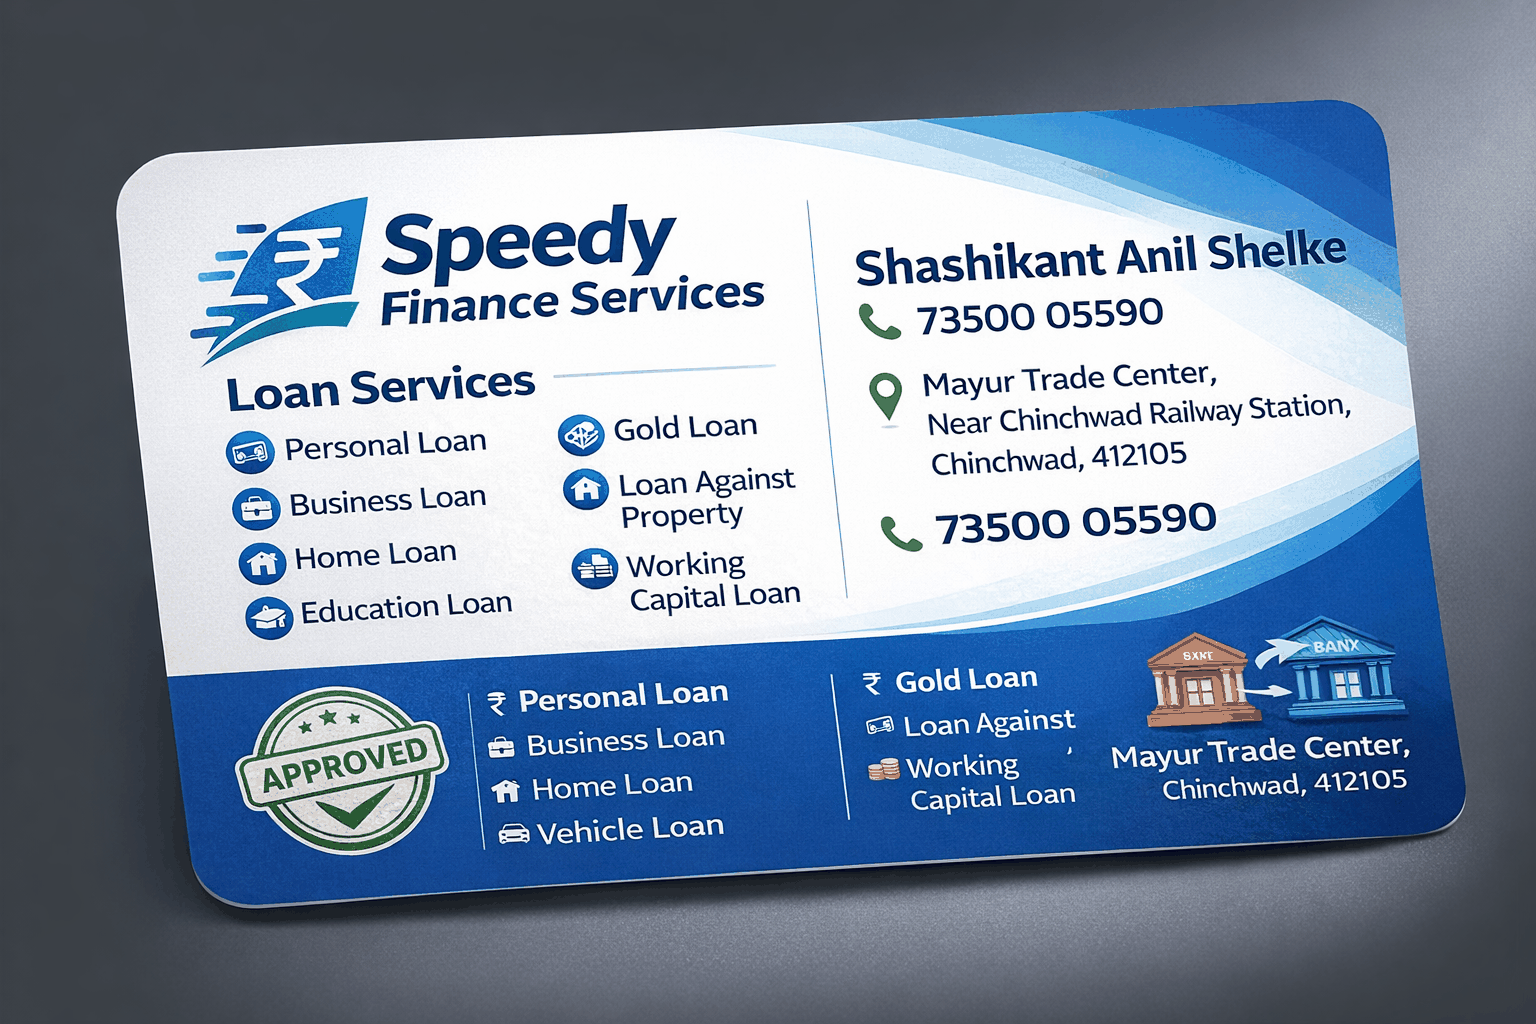 Speedy
Finance Services
Loan Services
Personal Loan
Business Loan
Home Loan
Education Loan
Gold Loan
Loan Against
Property
Working
Capital Loan
Shashikant Anil Shelke
73500 05590
Mayur Trade Center,
Near Chinchwad Railway Station,
Chinchwad, 412105
73500 05590
APPROVED
₹ Personal Loan
Business Loan
Home Loan
Vehicle Loan
₹ Gold Loan
Loan Against
Working
Capital Loan
BANX
Mayur Trade Center,
Chinchwad, 412105